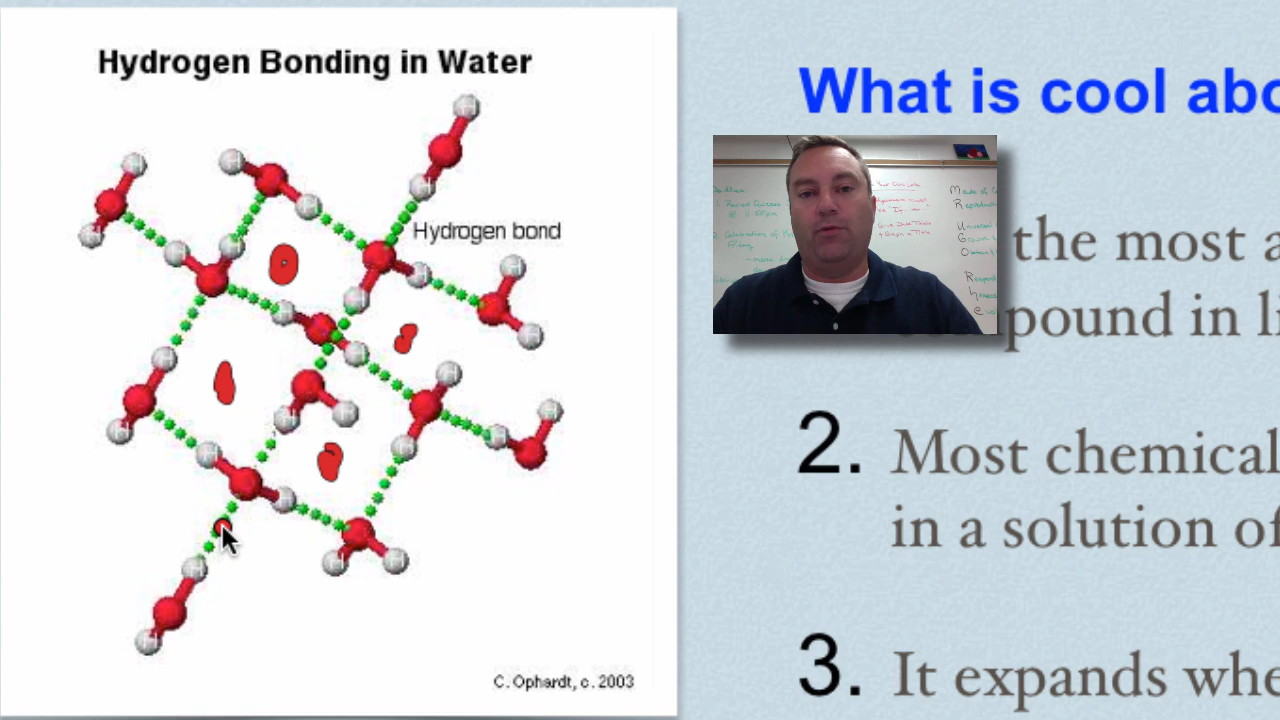 Hydrogen Bonding in Water
Hydrogen bond
C. Ophardt, c. 2003
What is cool abo
the most a
pound in li
2. Most chemical
in a solution of
3. It expands whe